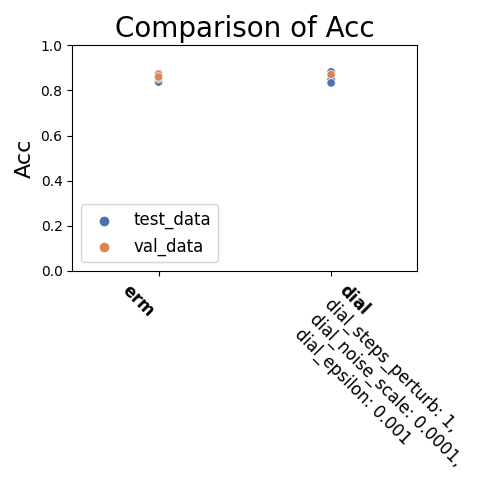 Comparison of Acc
Acc
1.0
0.8
0.6
0.4
0.2
0.0
test_data
val_data
erm
dial
dial_steps_perturb: 1,
dial_noise_scale: 0.0001,
dial_epsilon: 0.001